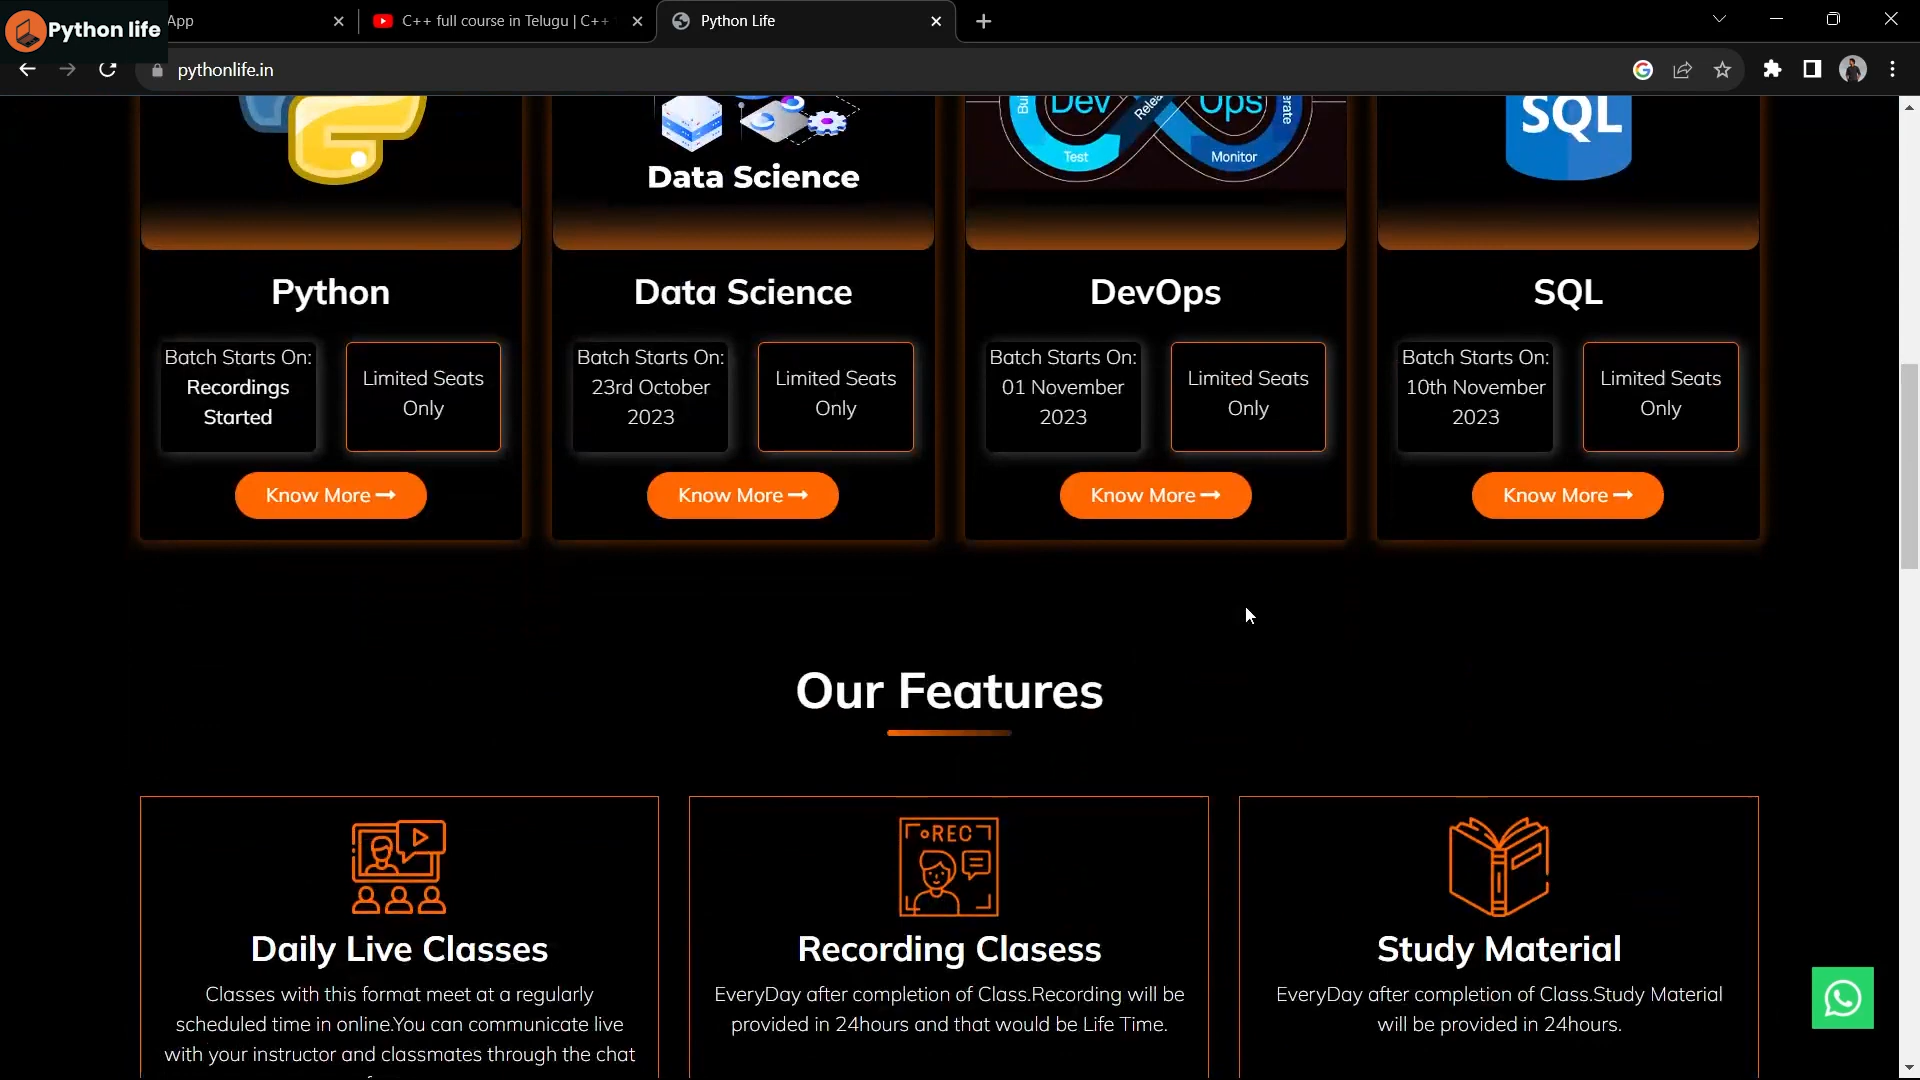 Python life
App
C++ full course in Telugu | C++
Python Life
pythonlife.in
Dev
Ops
Release
Test
Monitor
SQL
Data Science
Python
Data Science
DevOps
SQL
Batch Starts On:
Recordings
Started
Limited Seats
Only
Batch Starts On:
23rd October
2023
Limited Seats
Only
Batch Starts On:
01 November
2023
Limited Seats
Only
Batch Starts On:
10th November
2023
Limited Seats
Only
Know More
Know More
Know More
Know More
Our Features
REC
Daily Live Classes
Classes with this format meet at a regularly
scheduled time in online.You can communicate live
with your instructor and classmates through the chat
Recording Clasess
EveryDay after completion of Class.Recording will be
provided in 24hours and that would be Life Time.
Study Material
EveryDay after completion of Class.Study Material
will be provided in 24hours.